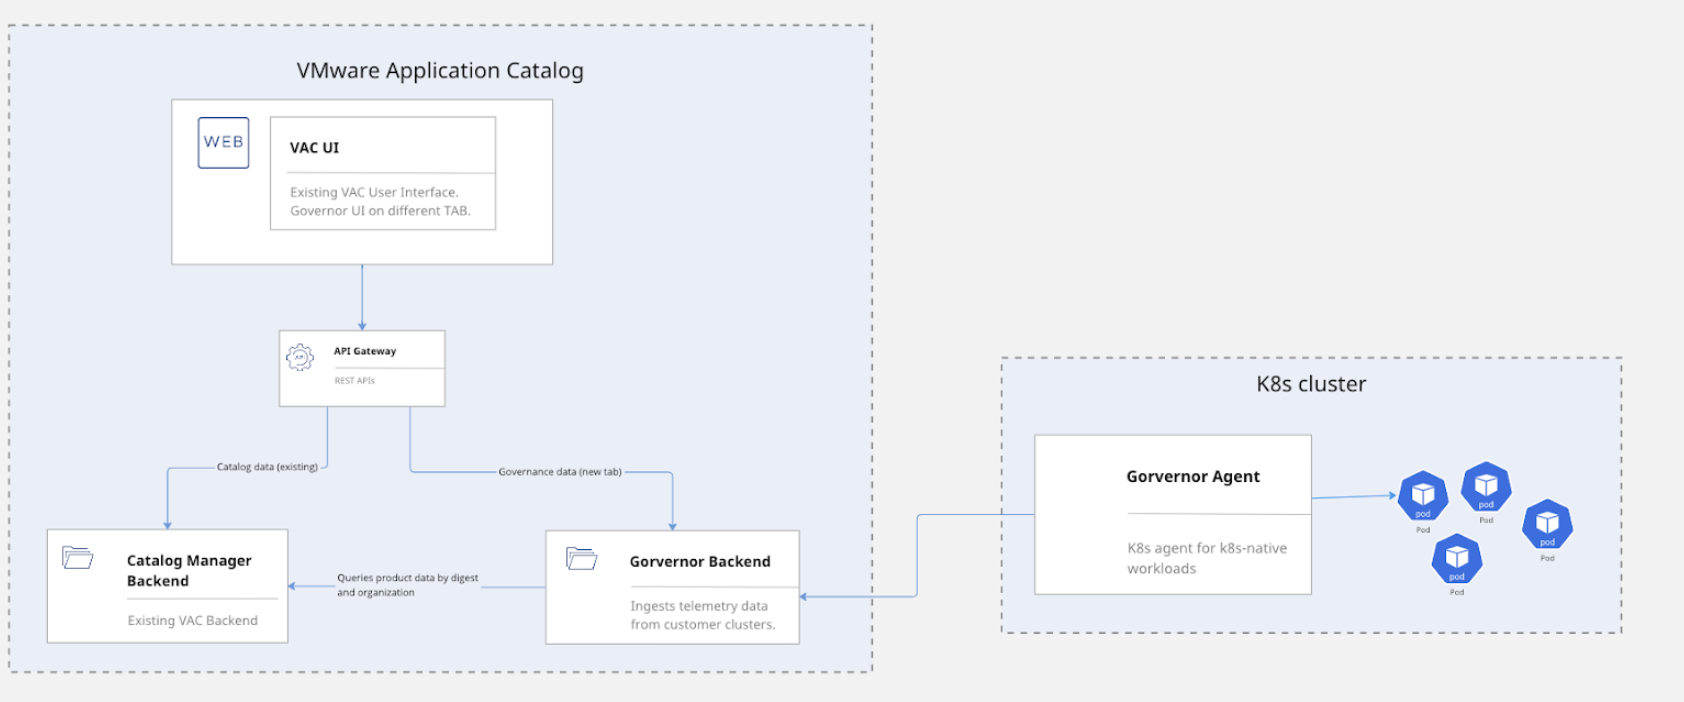 VMware Application Catalog
WEB
VAC UI
Existing VAC User Interface.
Governor UI on different TAB.
API
API Gateway
REST APIs
Catalog data (existing)
Governance data (new tab)
Catalog Manager
Backend
Existing VAC Backend
Queries product data by digest
and organization
Gorvernor Backend
Ingests telemetry data
from customer clusters.
K8s cluster
Gorvernor Agent
K8s agent for k8s-native
workloads
pod
Pod
pod
Pod
pod
Pod
pod
Pod